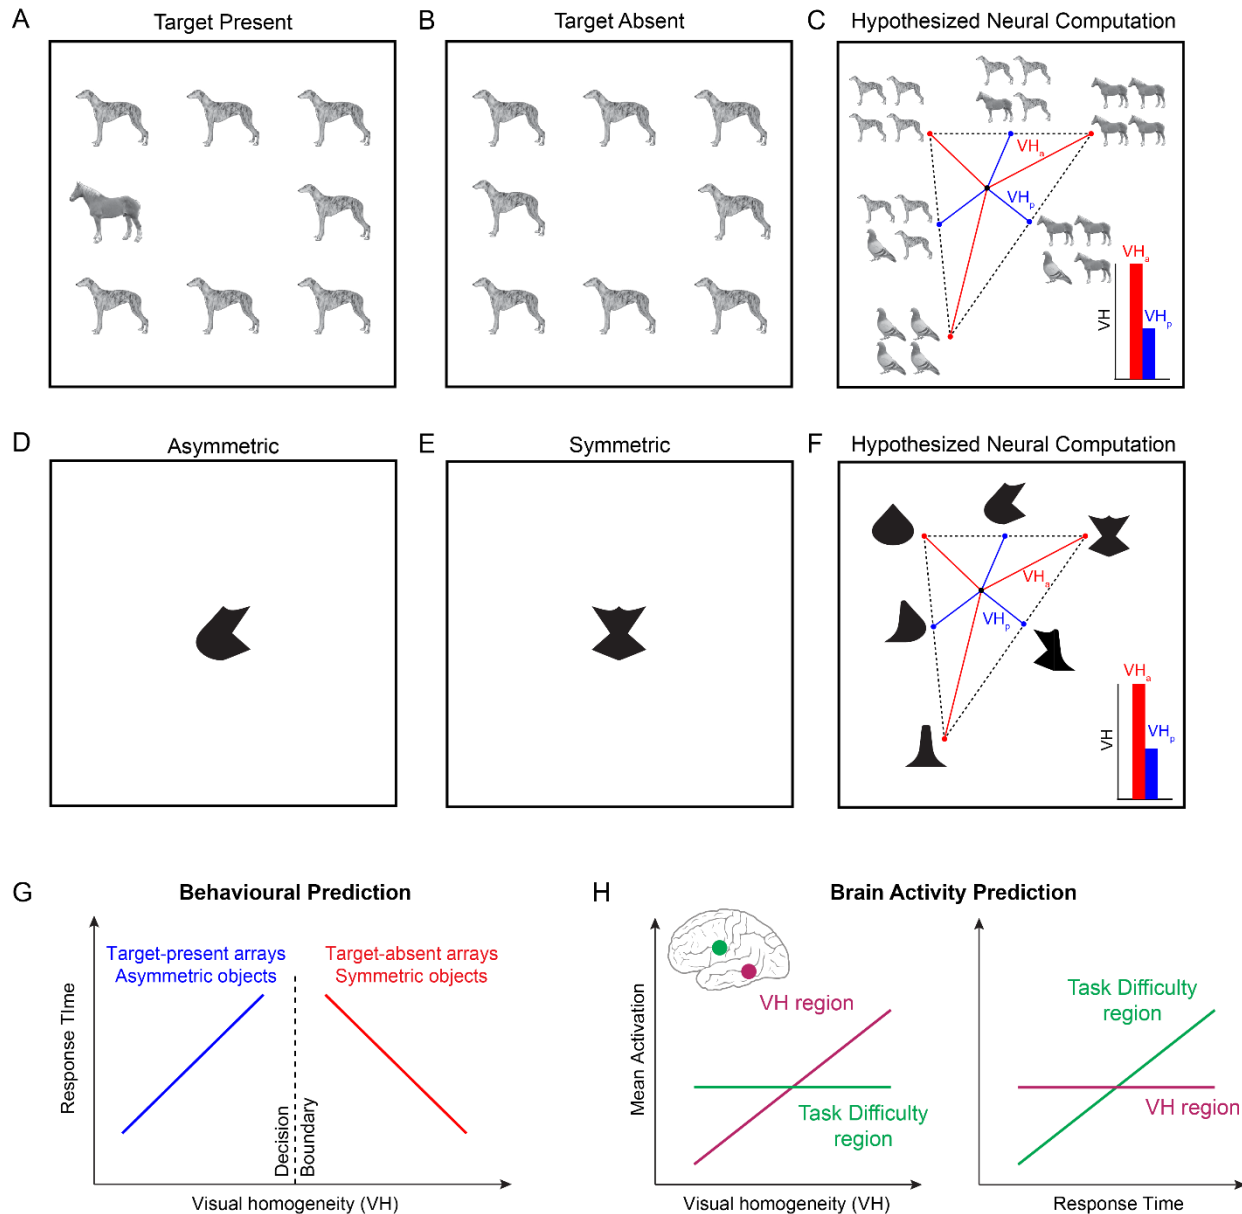 A
Target Present
B
Target Absent
C
Hypothesized Neural Computation
VHa
VHp
VHa
VH
VHp
D
Asymmetric
E
Symmetric
F
Hypothesized Neural Computation
VHa
VHp
VHa
VH
VHp
G
Behavioural Prediction
Target-present arrays
Asymmetric objects
Target-absent arrays
Symmetric objects
Response TIme
Decision
Boundary
Visual homogeneity (VH)
H
Brain Activity Prediction
Mean Activation
VH region
Task Difficulty
region
Visual homogeneity (VH)
Task Difficulty
region
VH region
Response Time